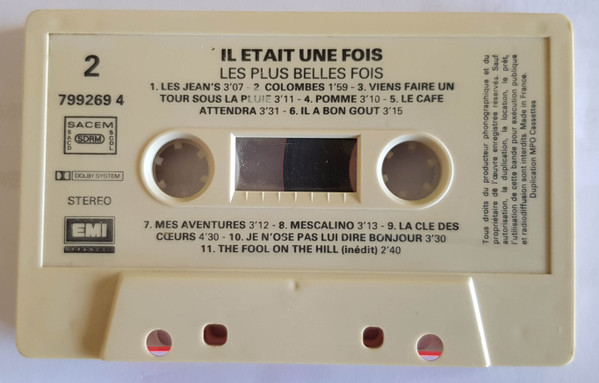 2
IL ETAIT UNE FOIS
LES PLUS BELLES FOIS
799269 4
1. LES JEAN'S 3'07 - 2. COLOMBES 1'59 - 3. VIENS FAIRE UN
TOUR SOUS LA PLUIE 3'11 - 4. POMME 3'10 - 5. LE CAFE
ATTENDRA 3'31 - 6. IL A BON GOUT 3'15
SACEM
SACD
SDRM
SGDL
DOLBY SYSTEM
STEREO
EMI
7. MES AVENTURES 3'12 - 8. MESCALINO 3'13 - 9. LA CLE DES
CŒURS 4'30 - 10. JE N'OSE PAS LUI DIRE BONJOUR 3'30
11. THE FOOL ON THE HILL (inédit) 2'40
Tous droits du producteur phonographique et du
propriétaire de l'œuvre enregistrée réservés. Sauf
autorisation, la duplication, la location, le prêt,
l'utilisation de cette bande pour exécution publique
et radiodiffusion sont interdits. Made in France.
Duplication MPO Cassettes